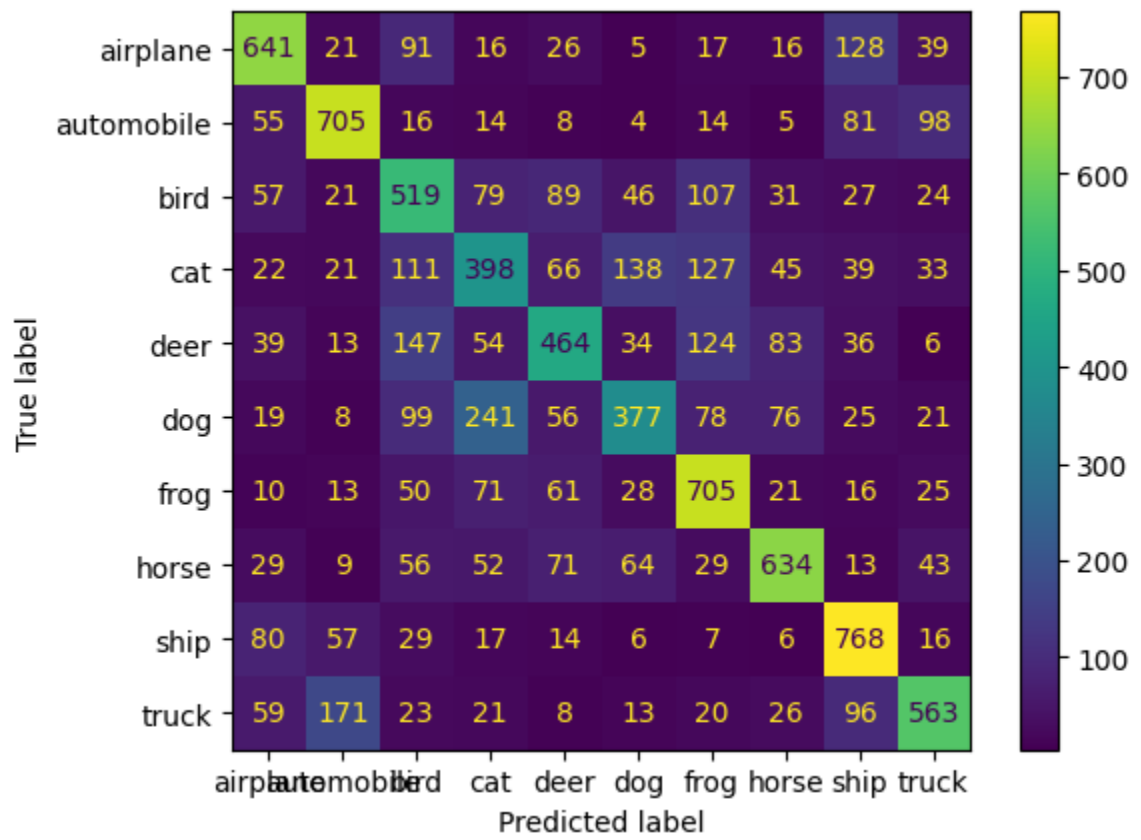 airplane 641 21 91 16 26 5 17 16 128 39
700
automobile 55 705 16 14 8 4 14 5 81 98
600
bird 57 21 519 79 89 46 107 31 27 24
cat 22 21 111 398 66 138 127 45 39 33
500
True label
deer 39 13 147 54 464 34 124 83 36 6
400
dog 19 8 99 241 56 377 78 76 25 21
frog 10 13 50 71 61 28 705 21 16 25
300
horse 29 9 56 52 71 64 29 634 13 43
200
ship 80 57 29 17 14 6 7 6 768 16
100
truck 59 171 23 21 8 13 20 26 96 563
airplane automobile bird cat deer dog frog horse ship truck
Predicted label